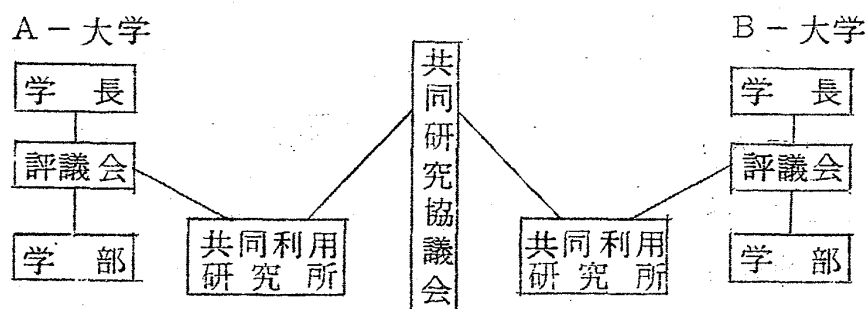 A－大学
学長
評議会
学部
共同利用
研究所
共同研究協議会
共同利用
研究所
B－大学
学長
評議会
学部